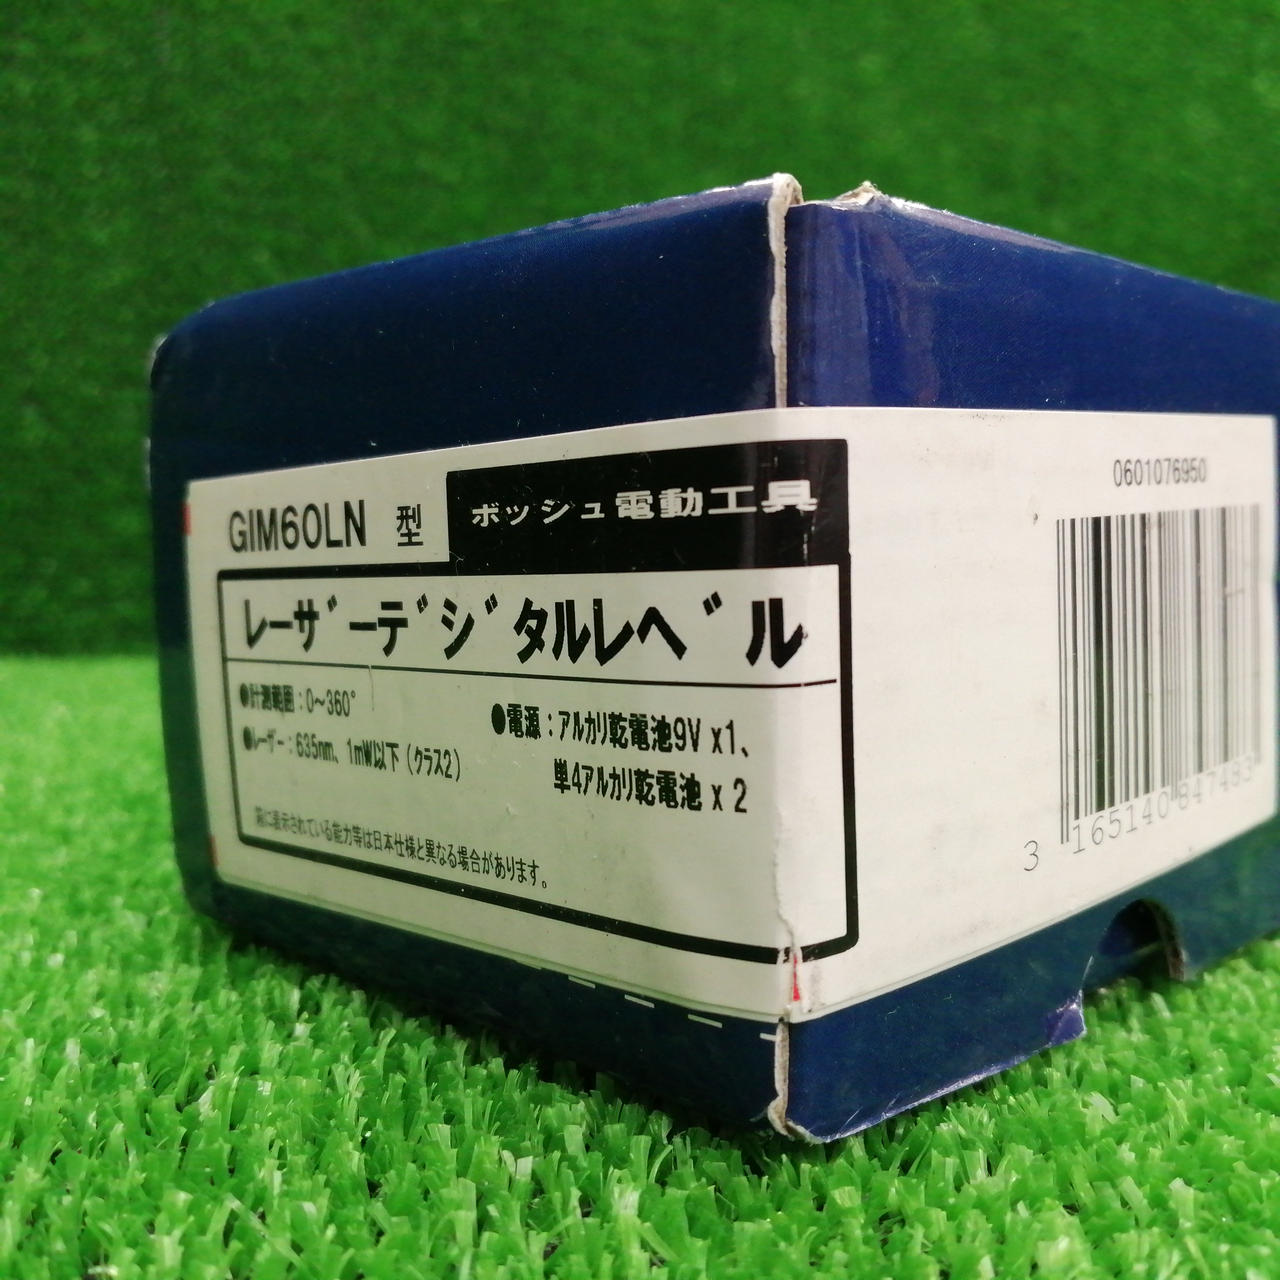 GIM60LN 型
ボッシュ電動工具
レーザーデジタルレベル
●計測範囲：0～360°
●レーザー：635nm、1mW以下（クラス2）
●電源：アルカリ乾電池9V x1、
単4アルカリ乾電池 x 2
箱に表示されている能力等は日本仕様と異なる場合があります。
0601076950
3 165140 847483